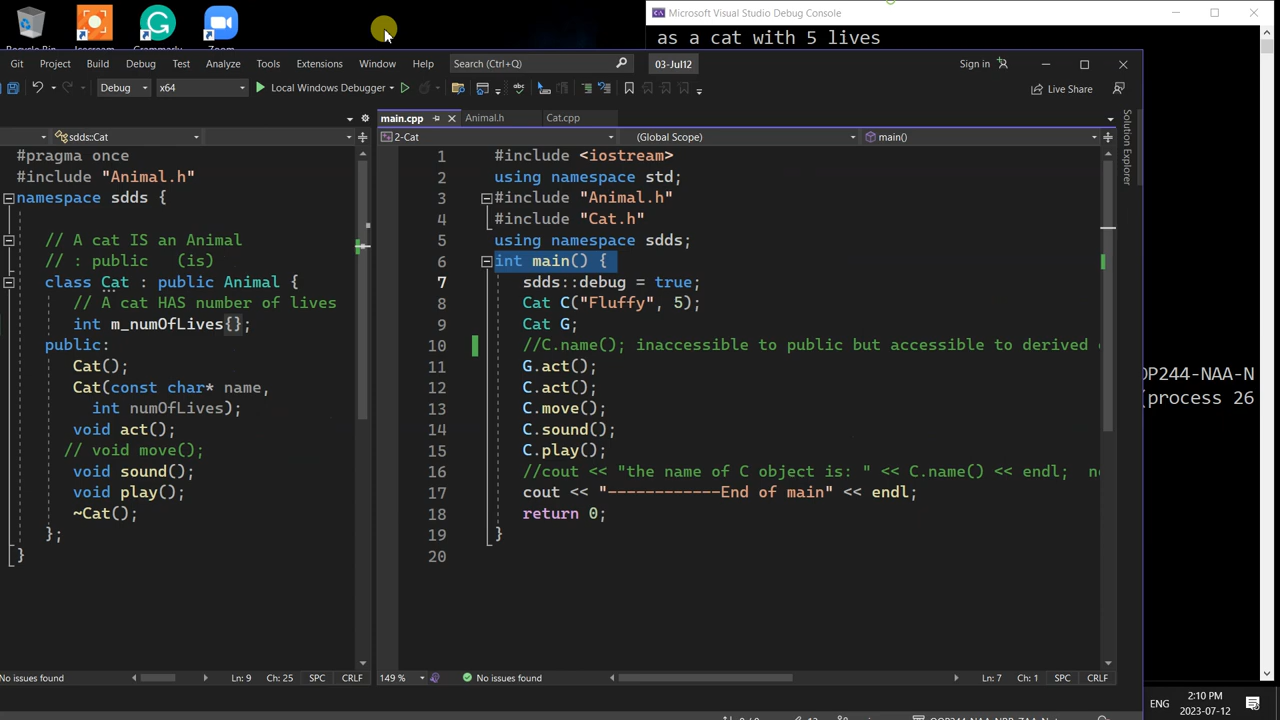 Recycle Bin
Icecream
Grammarly
Zoom
Microsoft Visual Studio Debug Console
as a cat with 5 lives
Git Project Build Debug Test Analyze Tools Extensions Window Help Search (Ctrl+Q) 03-Jul12 Sign in
Debug x64 Local Windows Debugger Live Share
main.cpp Animal.h Cat.cpp
Solution Explorer
sdds::Cat
2-Cat (Global Scope) main()
#pragma once
#include "Animal.h"
namespace sdds {
// A cat IS an Animal
// : public   (is)
class Cat : public Animal {
// A cat HAS number of lives
int m_numOfLives{};
public:
Cat();
Cat(const char* name,
int numOfLives);
void act();
// void move();
void sound();
void play();
~Cat();
};
}
1 #include <iostream>
2 using namespace std;
3 #include "Animal.h"
4 #include "Cat.h"
5 using namespace sdds;
6 int main() {
7 sdds::debug = true;
8 Cat C("Fluffy", 5);
9 Cat G;
10 //C.name(); inaccessible to public but accessible to derived
11 G.act();
12 C.act();
13 C.move();
14 C.sound();
15 C.play();
16 //cout << "the name of C object is: " << C.name() << endl;
17 cout << "------------End of main" << endl;
18 return 0;
19 }
20
OP244-NAA-N
(process 26
No issues found Ln: 9 Ch: 25 SPC CRLF
149 % No issues found Ln: 7 Ch: 1 SPC CRLF
ENG
2:10 PM
2023-07-12